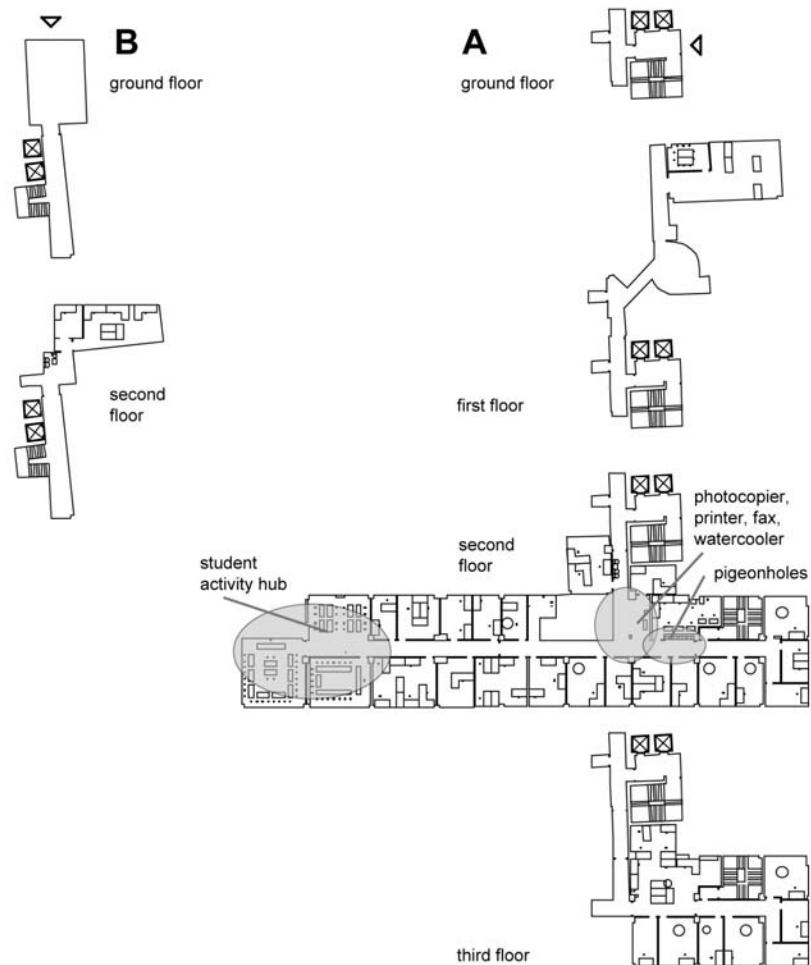 B
A
ground floor
ground floor
second
floor
first floor
photocopier,
printer, fax,
watercooler
second
floor
pigeonholes
student
activity hub
third floor